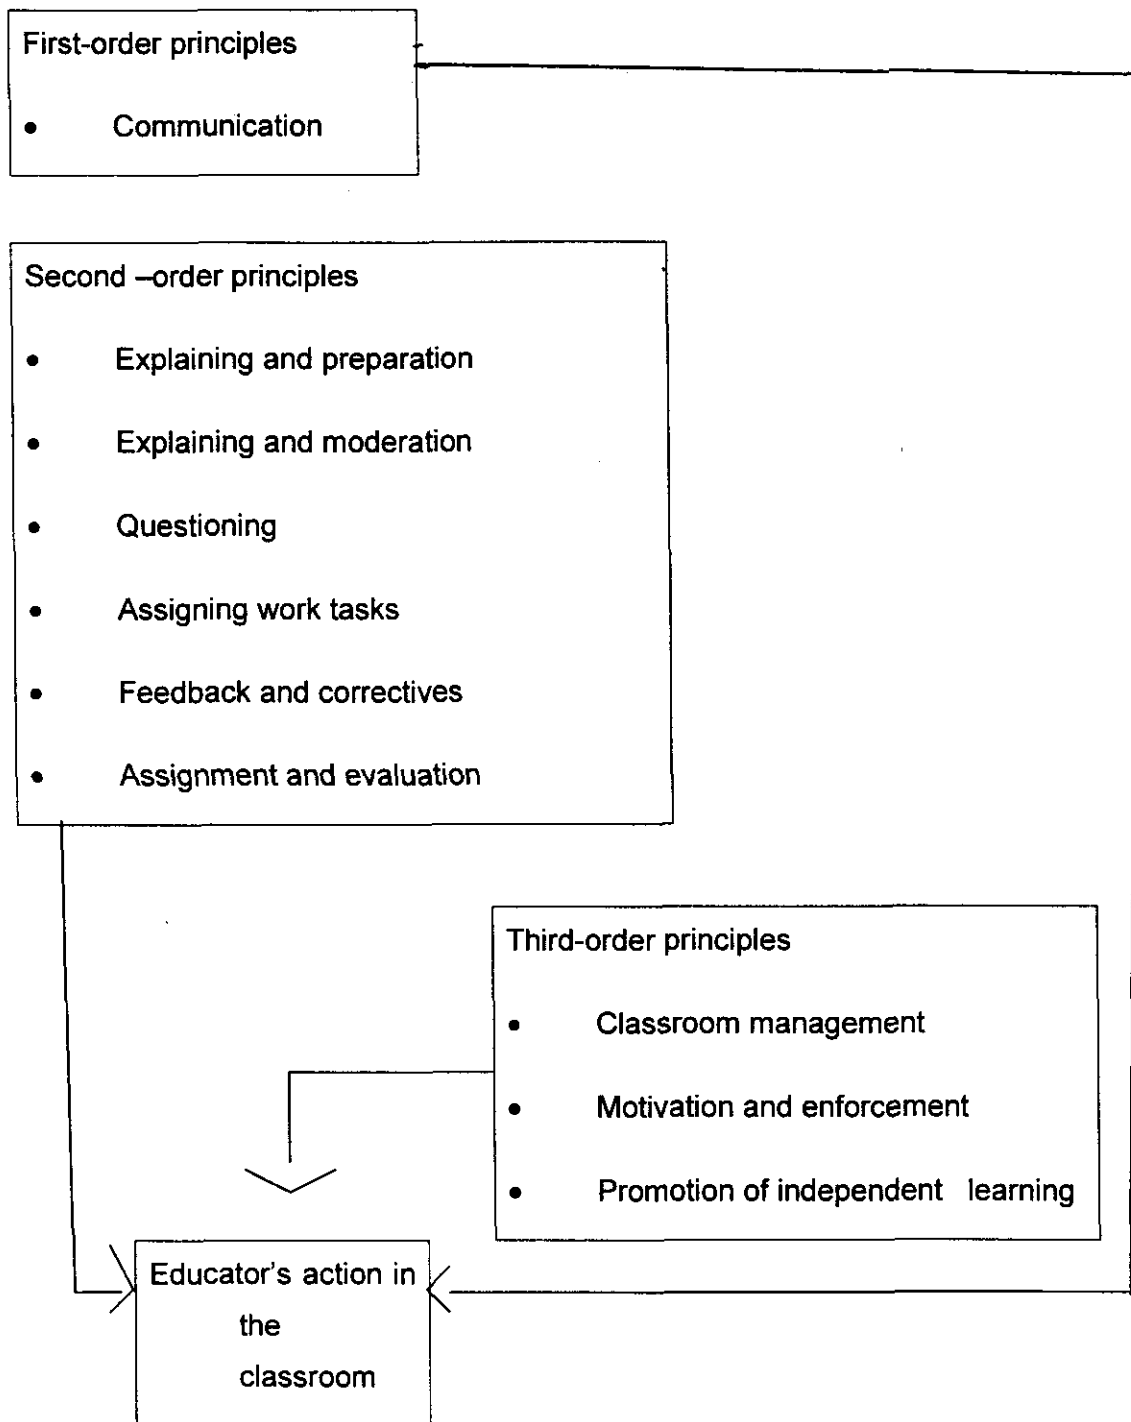 First-order principles
• Communication
Second –order principles
• Explaining and preparation
• Explaining and moderation
• Questioning
• Assigning work tasks
• Feedback and correctives
• Assignment and evaluation
Third-order principles
• Classroom management
• Motivation and enforcement
• Promotion of independent learning
Educator's action in
the
classroom